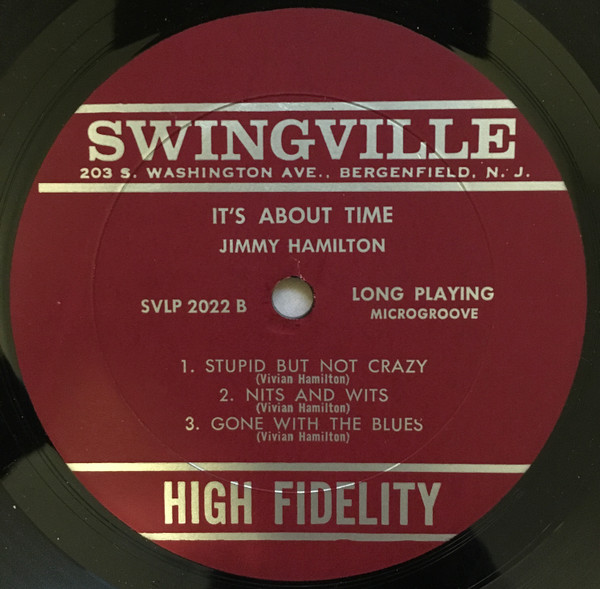 SWINGVILLE
203 S. WASHINGTON AVE., BERGENFIELD, N. J.
IT'S ABOUT TIME
JIMMY HAMILTON
SVLP 2022 B
LONG PLAYING
MICROGROOVE
1. STUPID BUT NOT CRAZY
(Vivian Hamilton)
2. NITS AND WITS
(Vivian Hamilton)
3. GONE WITH THE BLUES
(Vivian Hamilton)
HIGH FIDELITY